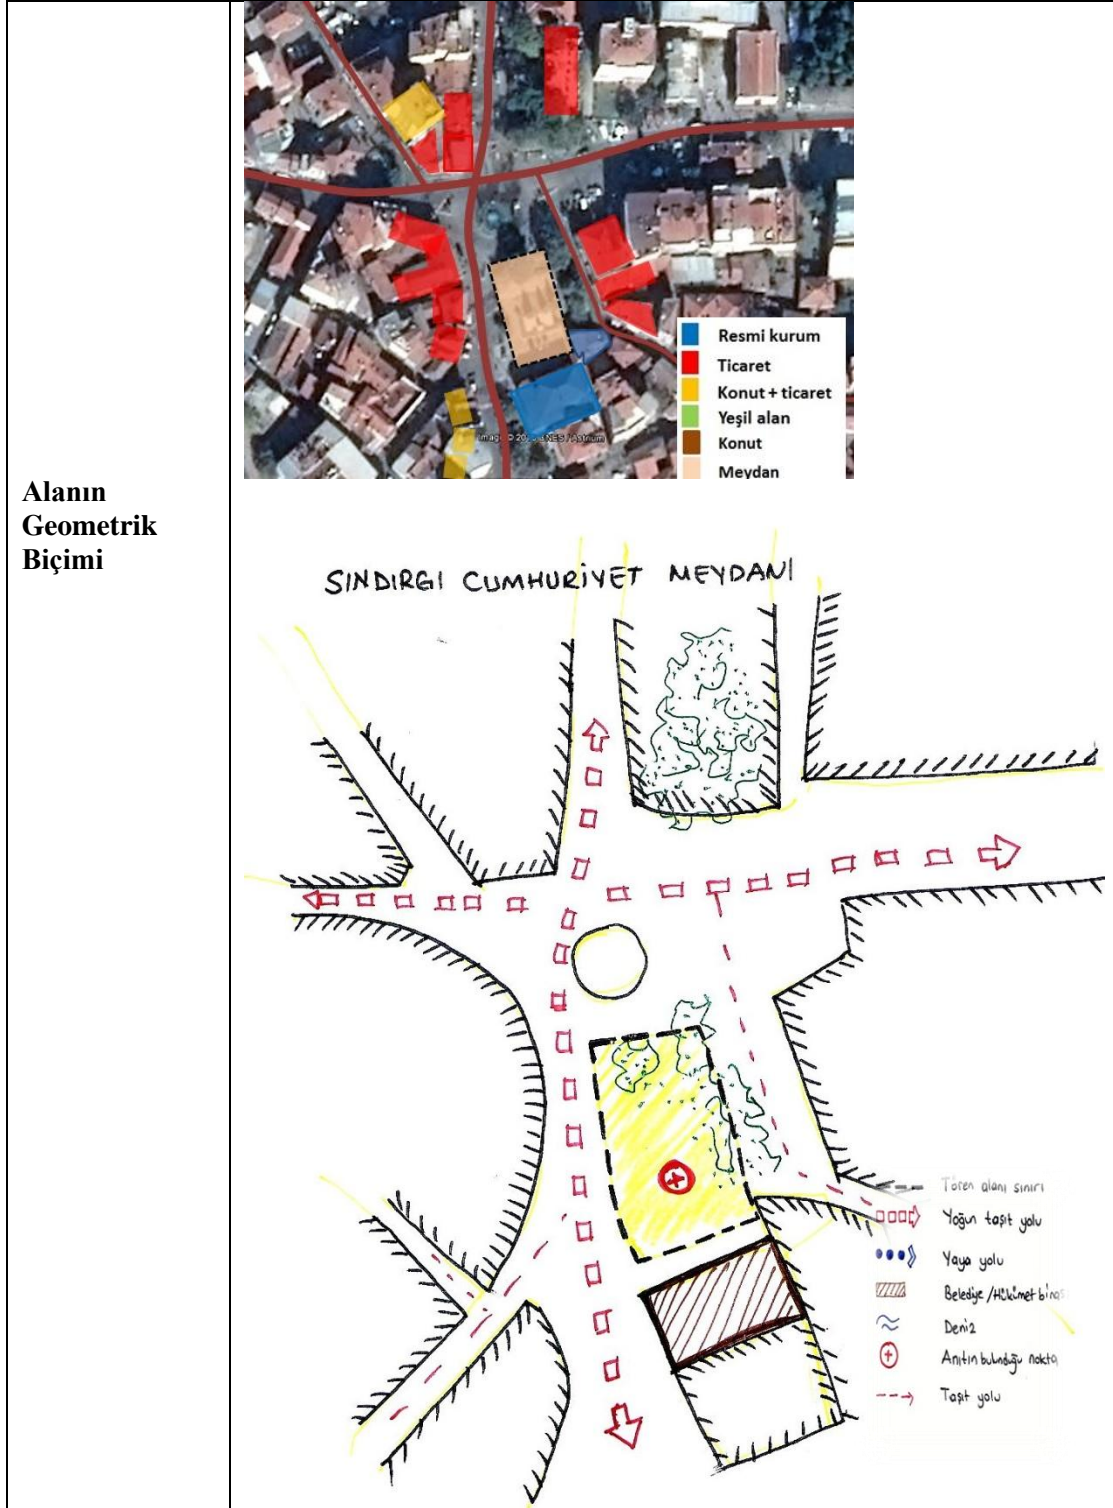 Alanın
Geometrik
Biçimi
Resmi kurum
Ticaret
Konut + ticaret
Yeşil alan
Konut
Meydan
SINDIRGI CUMHURİYET MEYDANI
Tören alanı sınırı
Yoğun taşıt yolu
Yaya yolu
Belediye/Hükümet
Deniz
Anıtın bulunduğu nokta
Taşıt yolu